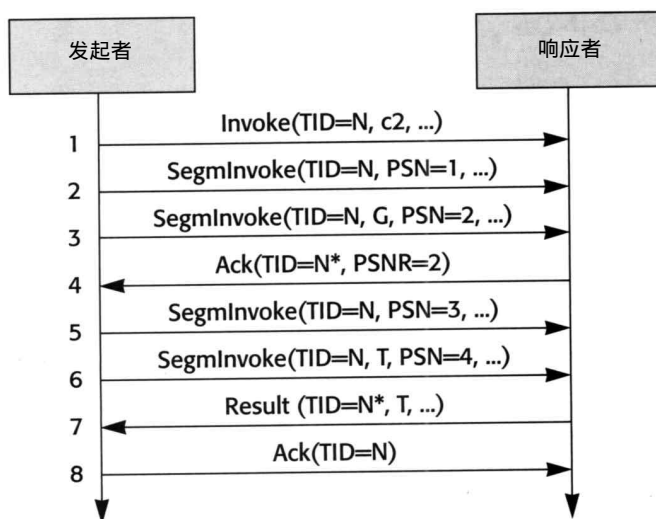 发起者
响应者
Invoke(TID=N, c2, ...)
1
SegmInvoke(TID=N, PSN=1, ...)
2
SegmInvoke(TID=N, G, PSN=2, ...)
3
Ack(TID=N*, PSNR=2)
4
SegmInvoke(TID=N, PSN=3, ...)
5
SegmInvoke(TID=N, T, PSN=4, ...)
6
Result (TID=N*, T, ...)
7
Ack(TID=N)
8